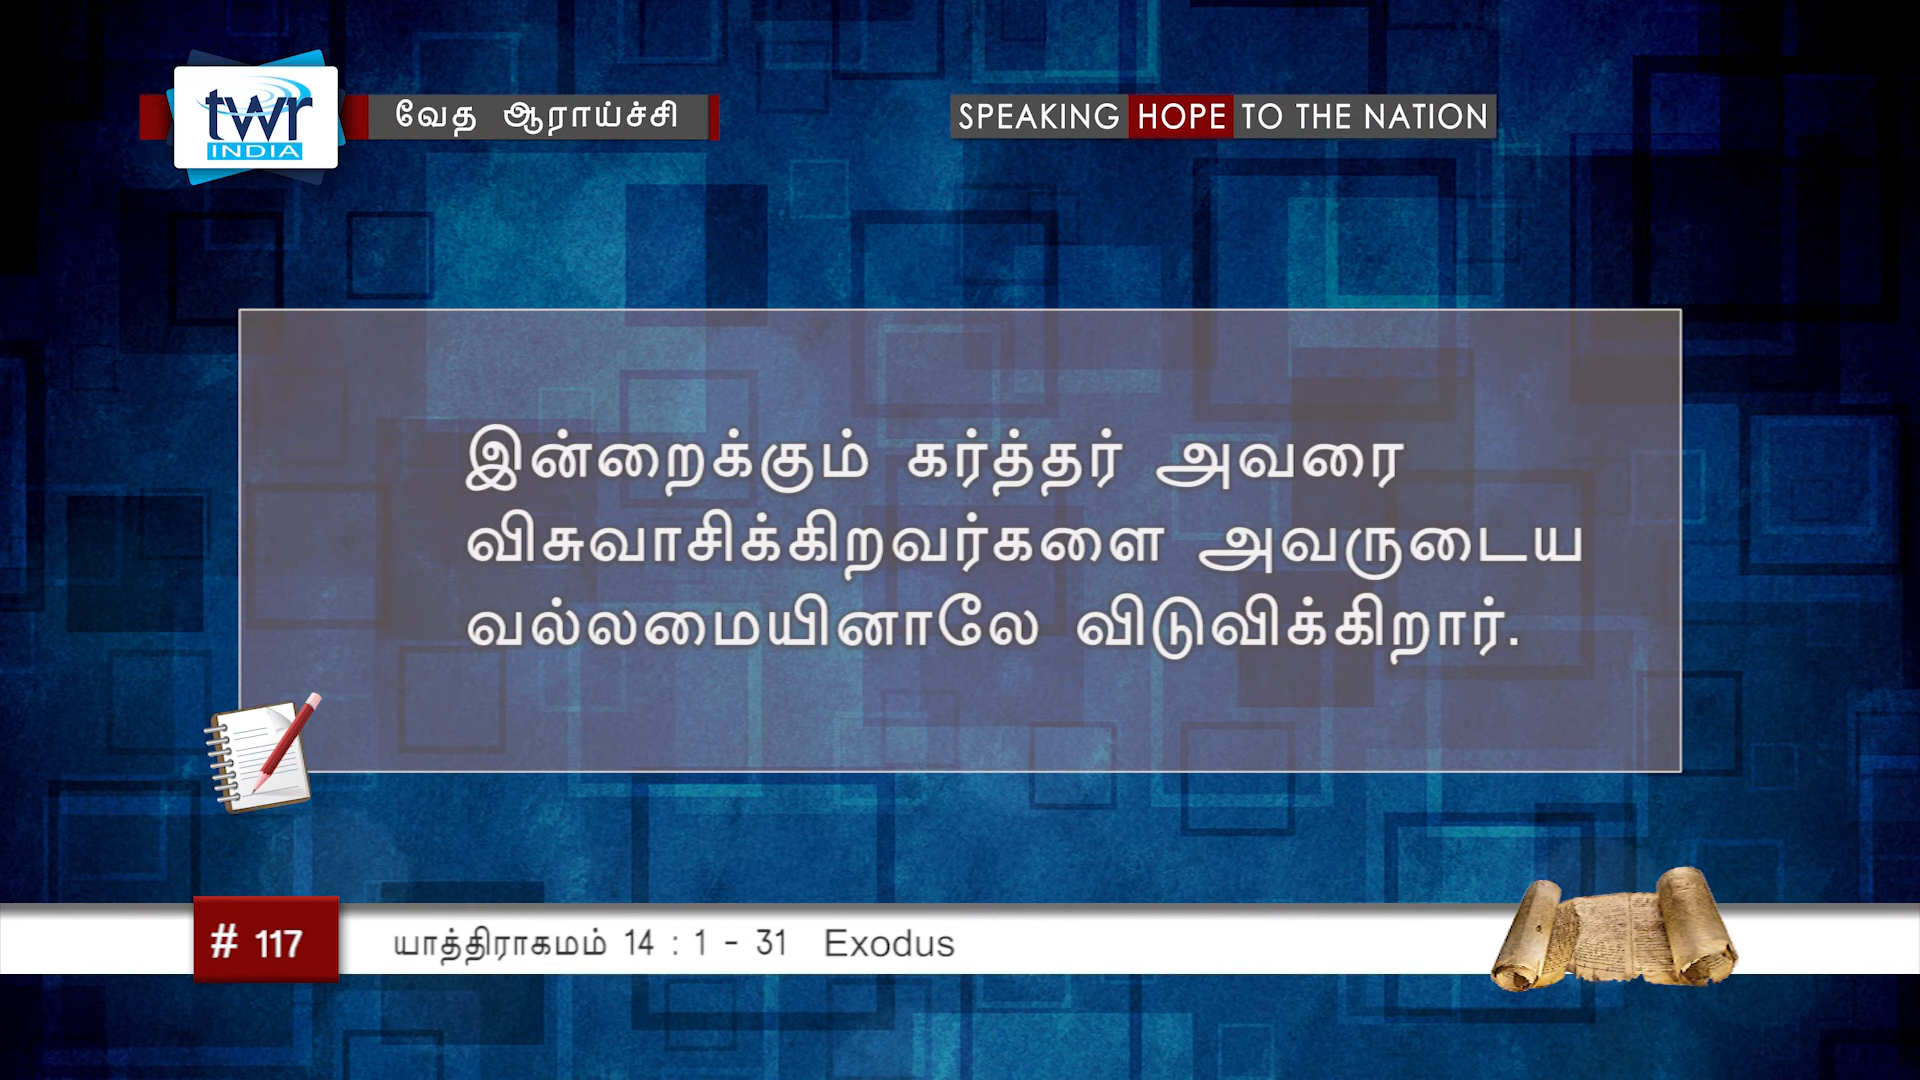 twr
INDIA
வேத ஆராய்ச்சி
SPEAKING HOPE TO THE NATION
இன்றைக்கும் கர்த்தர் அவரை
விசுவாசிக்கிறவர்களை அவருடைய
வல்லமையினாலே விடுவிக்கிறார்.
# 117
யாத்திராகமம் 14 : 1 - 31 Exodus